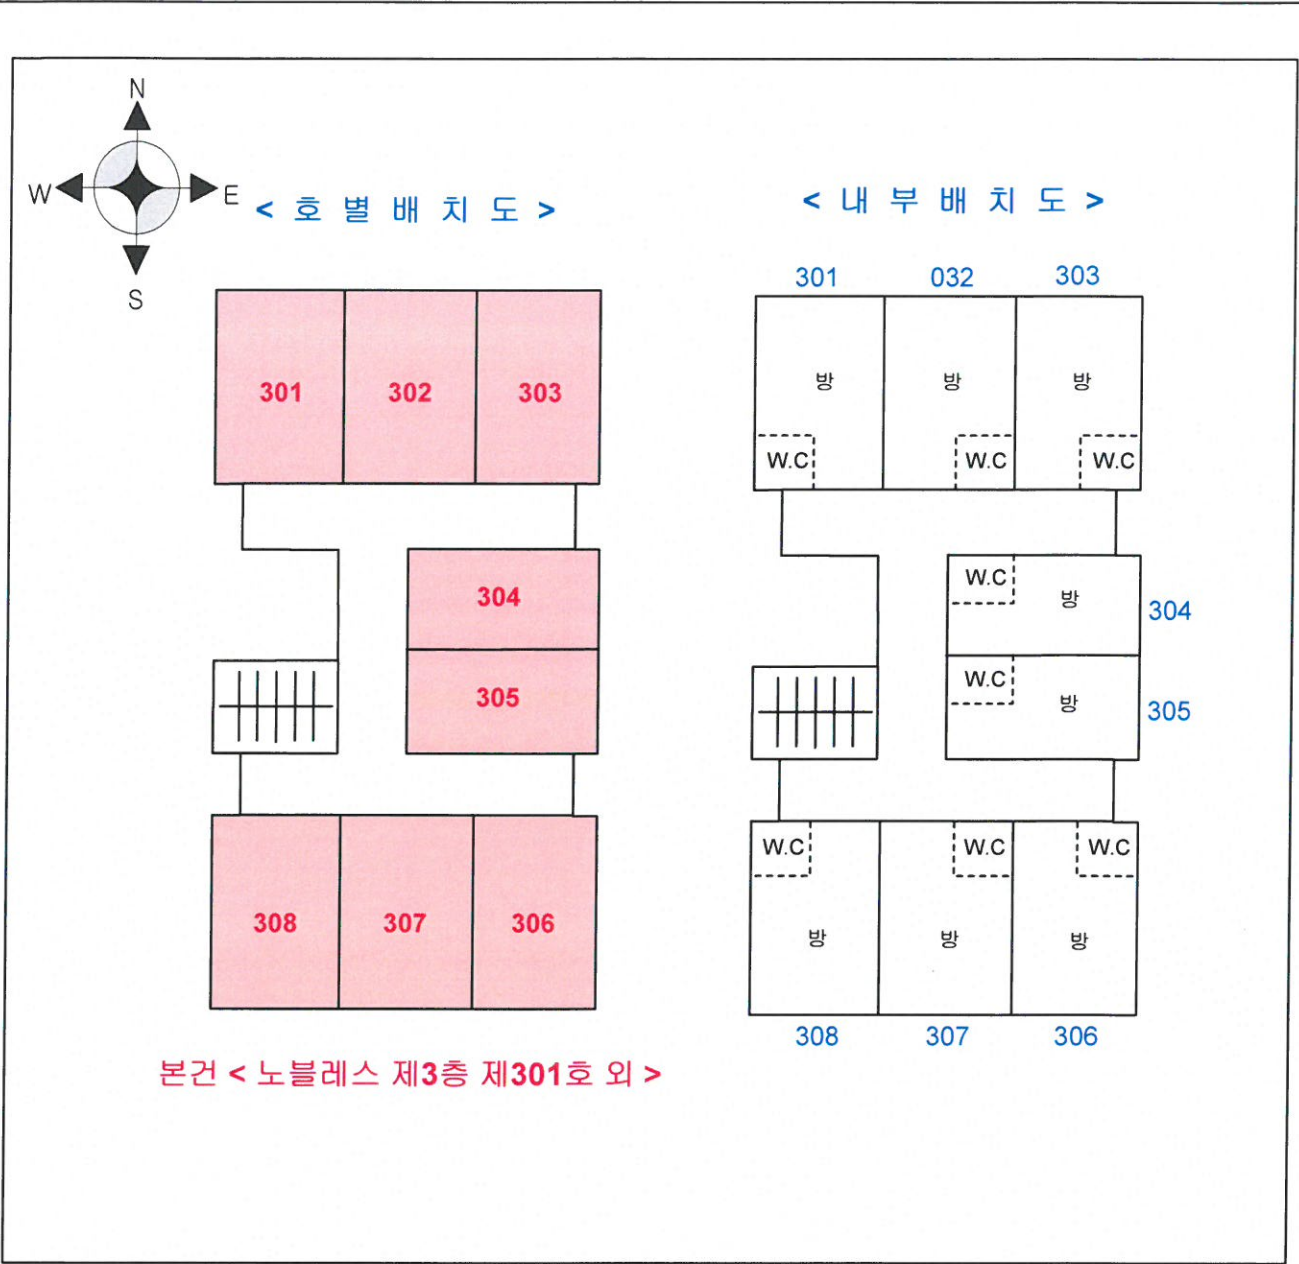 N
W E
S
< 호 별 배 치 도 >
301 302 303
304
305
308 307 306
본건 < 노블레스 제3층 제301호 외 >
< 내 부 배 치 도 >
301 032 303
방 방 방
W.C W.C W.C
W.C
방 304
W.C
방 305
W.C W.C W.C
방 방 방
308 307 306